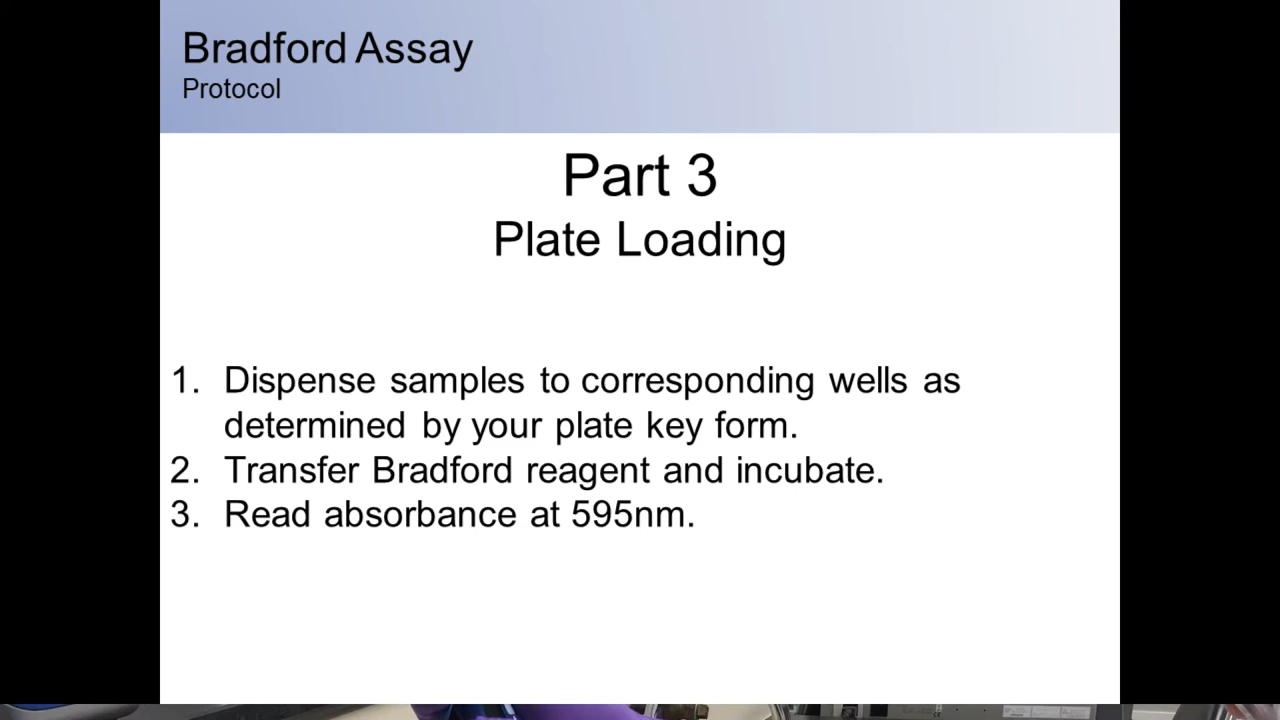 Bradford Assay
Protocol
Part 3
Plate Loading
1. Dispense samples to corresponding wells as
determined by your plate key form.
2. Transfer Bradford reagent and incubate.
3. Read absorbance at 595nm.